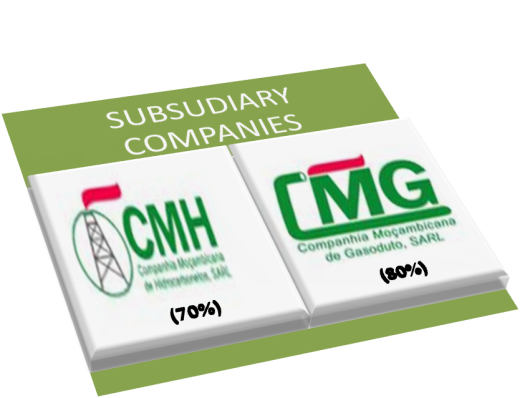 SUBSUDIARY
COMPANIES
CMH
Companhia Moçambicana
de Hidrocarbonetos, SARL
(70%)
CMG
Companhia Moçambicana
de Gasoduto, SARL
(80%)